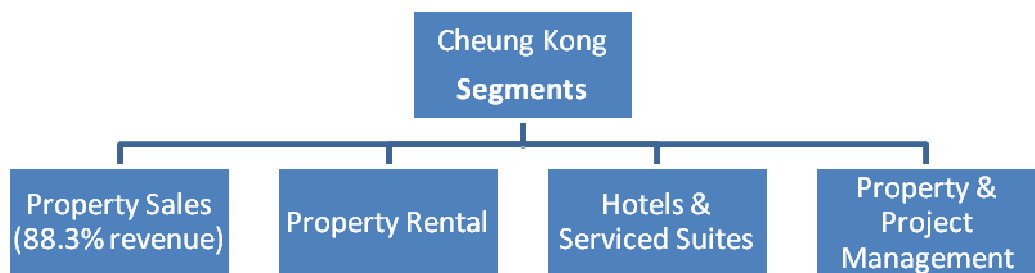 Cheung Kong
Segments
Property Sales
(88.3% revenue)
Property Rental
Hotels &
Serviced Suites
Property &
Project
Management